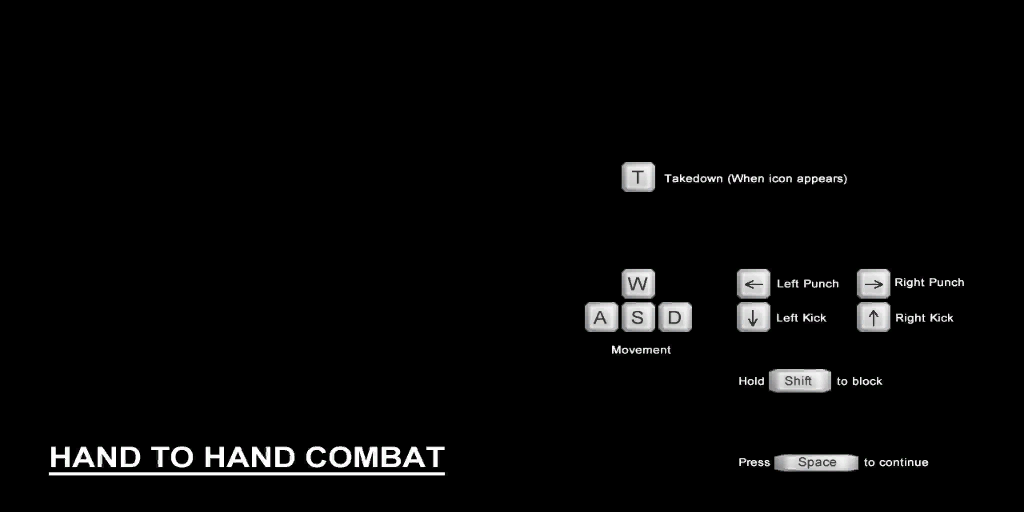 T Takedown (When icon appears)
W
← Left Punch → Right Punch
A S D
↓ Left Kick ↑ Right Kick
Movement
Hold Shift to block
HAND TO HAND COMBAT
Press Space to continue